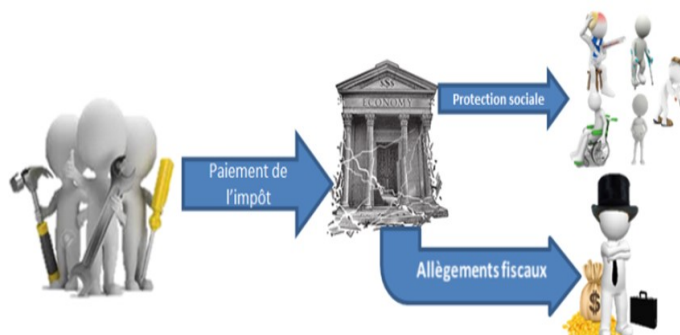 Paiement de
l'impôt
ECONOMY
Protection sociale
Allègements fiscaux
$